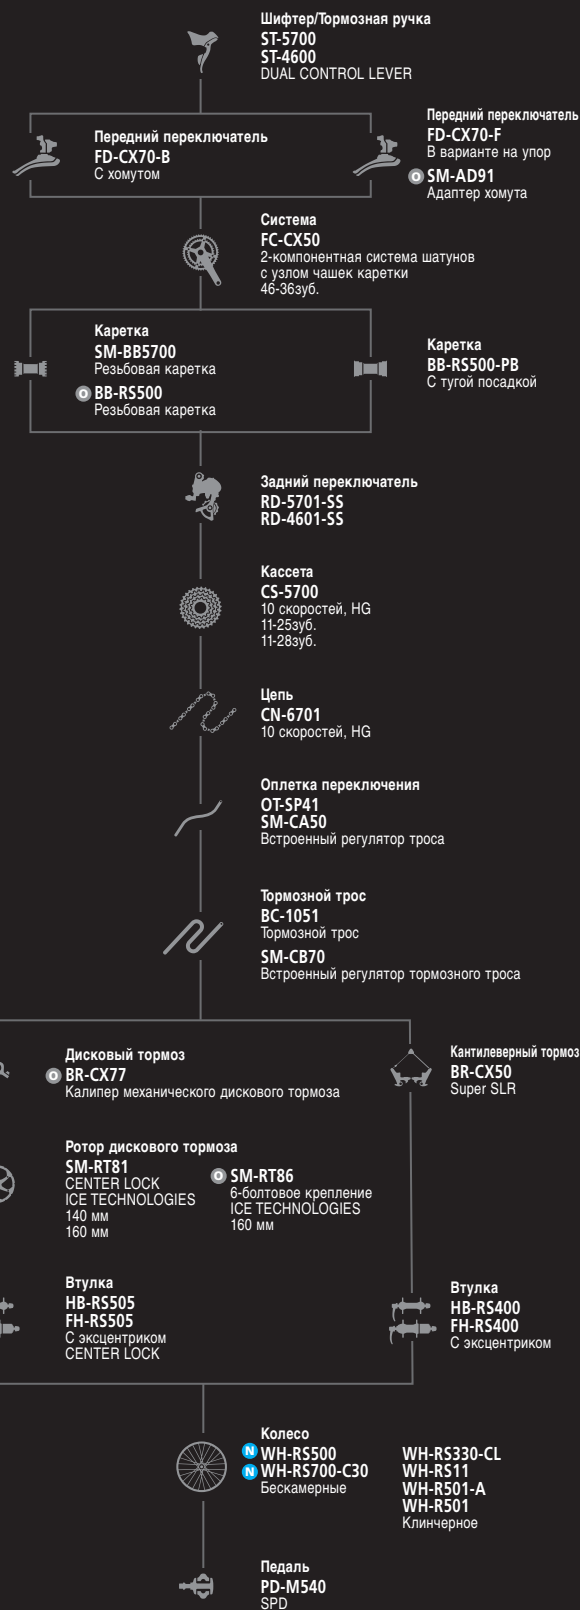 Шифтер/Тормозная ручка
ST-5700
ST-4600
DUAL CONTROL LEVER
Передний переключатель
FD-CX70-B
С хомутом
Передний переключатель
FD-CX70-F
В варианте на упор
O SM-AD91
Адаптер хомута
Система
FC-CX50
2-компонентная система шатунов
с узлом чашек каретки
46-36зуб.
Каретка
SM-BB5700
Резьбовая каретка
O BB-RS500
Резьбовая каретка
Каретка
BB-RS500-PB
С тугой посадкой
Задний переключатель
RD-5701-SS
RD-4601-SS
Кассета
CS-5700
10 скоростей, HG
11-25зуб.
11-28зуб.
Цепь
CN-6701
10 скоростей, HG
Оплетка переключения
OT-SP41
SM-CA50
Встроенный регулятор троса
Тормозной трос
BC-1051
Тормозной трос
SM-CB70
Встроенный регулятор тормозного троса
Дисковый тормоз
O BR-CX77
Калипер механического дискового тормоза
Кантилеверный тормоз
BR-CX50
Super SLR
Ротор дискового тормоза
SM-RT81
CENTER LOCK
ICE TECHNOLOGIES
140 мм
160 мм
O SM-RT86
6-болтовое крепление
ICE TECHNOLOGIES
160 мм
Втулка
HB-RS505
FH-RS505
С эксцентриком
CENTER LOCK
Втулка
HB-RS400
FH-RS400
С эксцентриком
Колесо
N WH-RS500
N WH-RS700-C30
Бескамерные
WH-RS330-CL
WH-RS11
WH-R501-A
WH-R501
Клинчерное
Педаль
PD-M540
SPD